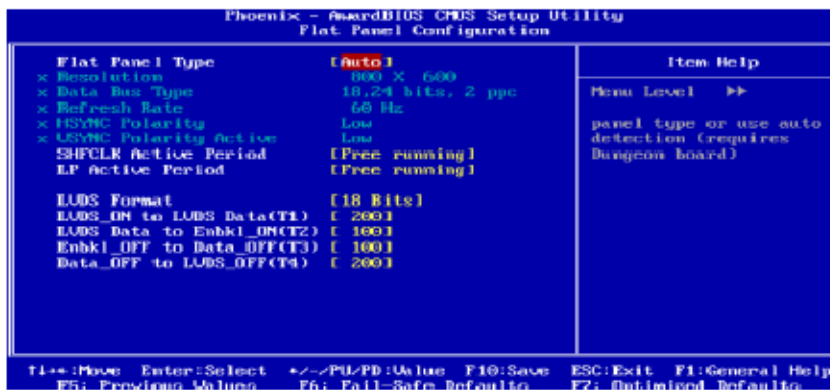 Phoenix - AwardBIOS CMOS Setup Utility
Flat Panel Configuration
Flat Panel Type [Auto]
x Resolution 800 X 600
x Data Bus Type 18,24 bits, 2 ppc
x Refresh Rate 60 Hz
x HSYNC Polarity Low
x VSYNC Polarity Active Low
SHFCLK Active Period [Free running]
LP Active Period [Free running]
LVDS Format [18 Bits]
LVDS_ON to LVDS Data(T1) [ 200]
LVDS Data to Enbkl_ON(T2) [ 100]
Enbkl_OFF to Data_OFF(T3) [ 100]
Data_OFF to LVDS_OFF(T4) [ 200]
Item Help
Menu Level ▶▶
panel type or use auto
detection (requires
Dungeon board)
↑↓→←:Move Enter:Select +/-/PU/PD:Value F10:Save ESC:Exit F1:General Help
F5: Previous Values F6: Fail-Safe Defaults F7: Optimized Defaults